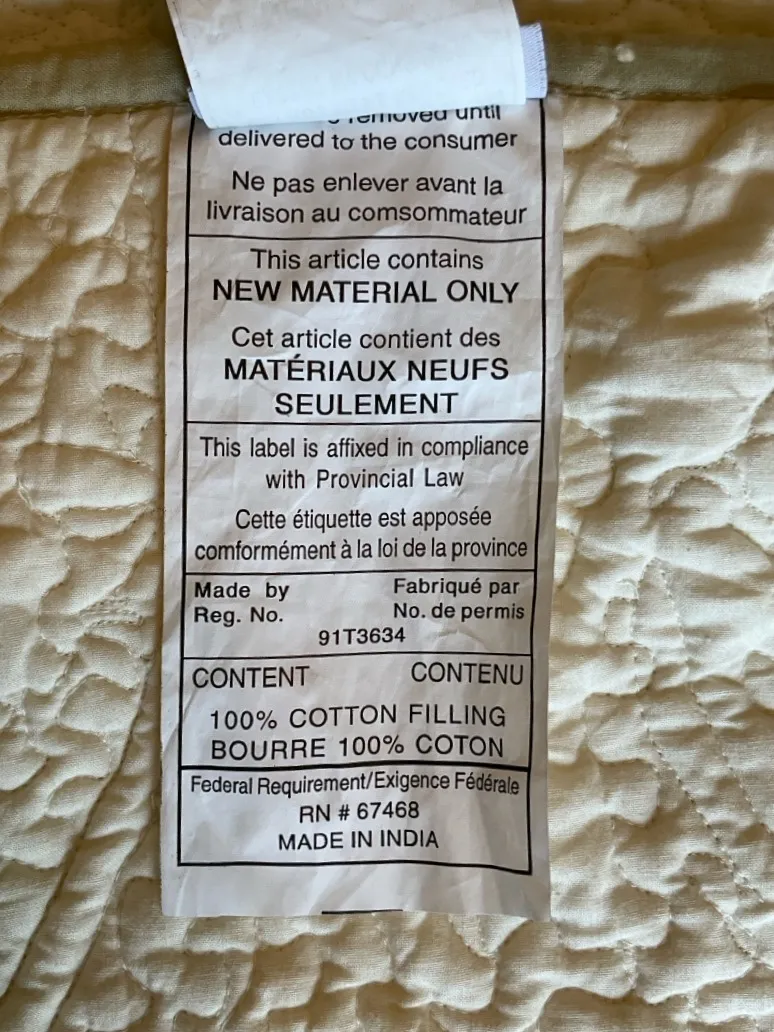 removed until
delivered to the consumer
Ne pas enlever avant la
livraison au comsommateur
This article contains
NEW MATERIAL ONLY
Cet article contient des
MATÉRIAUX NEUFS
SEULEMENT
This label is affixed in compliance
with Provincial Law
Cette étiquette est apposée
comformément à la loi de la province
Made by Fabriqué par
Reg. No. No. de permis
91T3634
CONTENT CONTENU
100% COTTON FILLING
BOURRE 100% COTON
Federal Requirement/Exigence Fédérale
RN # 67468
MADE IN INDIA